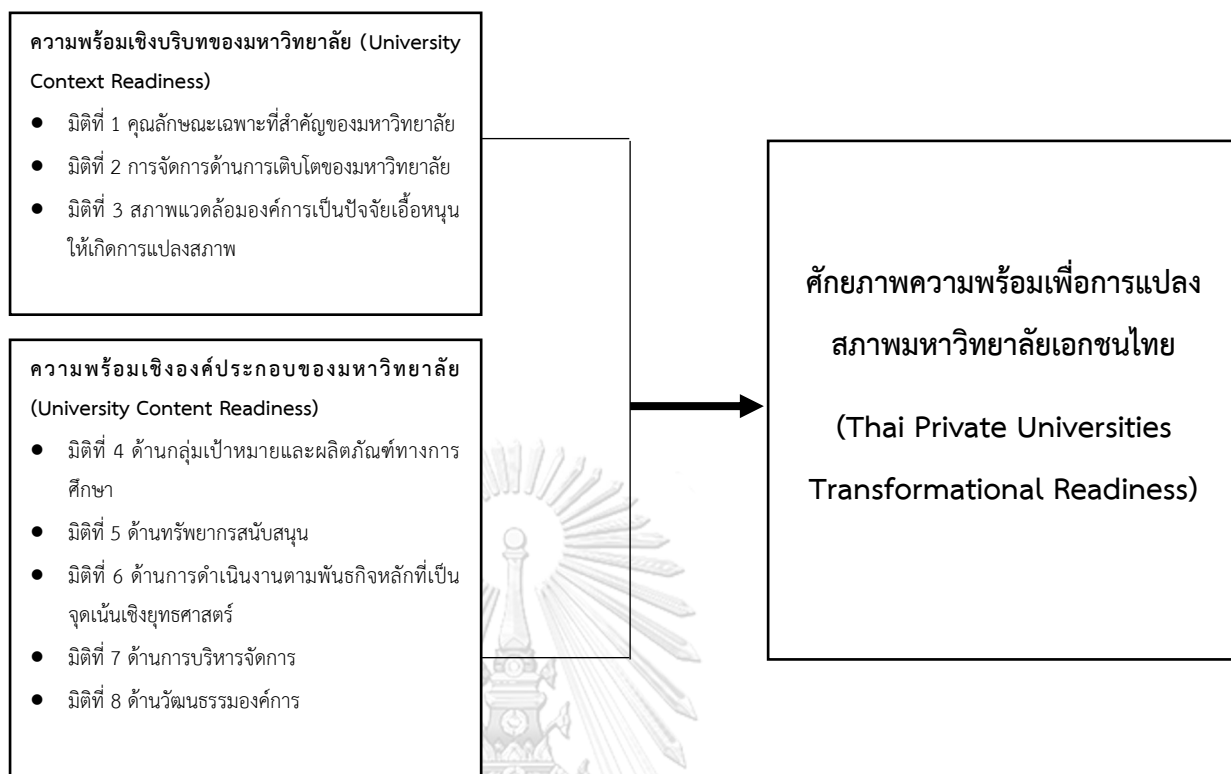 ความพร้อมเชิงบริบทของมหาวิทยาลัย (University
Context Readiness)
● มิติที่ 1 คุณลักษณะเฉพาะที่สำคัญของมหาวิทยาลัย
● มิติที่ 2 การจัดการด้านการเติบโตของมหาวิทยาลัย
● มิติที่ 3 สภาพแวดล้อมองค์การเป็นปัจจัยเอื้อหนุน
ให้เกิดการแปลงสภาพ
ความพร้อมเชิงองค์ประกอบของมหาวิทยาลัย
(University Content Readiness)
● มิติที่ 4 ด้านกลุ่มเป้าหมายและผลิตภัณฑ์ทางการ
ศึกษา
● มิติที่ 5 ด้านทรัพยากรสนับสนุน
● มิติที่ 6 ด้านการดำเนินงานตามพันธกิจหลักที่เป็น
จุดเน้นเชิงยุทธศาสตร์
● มิติที่ 7 ด้านการบริหารจัดการ
● มิติที่ 8 ด้านวัฒนธรรมองค์การ
ศักยภาพความพร้อมเพื่อการแปลง
สภาพมหาวิทยาลัยเอกชนไทย
(Thai Private Universities
Transformational Readiness)